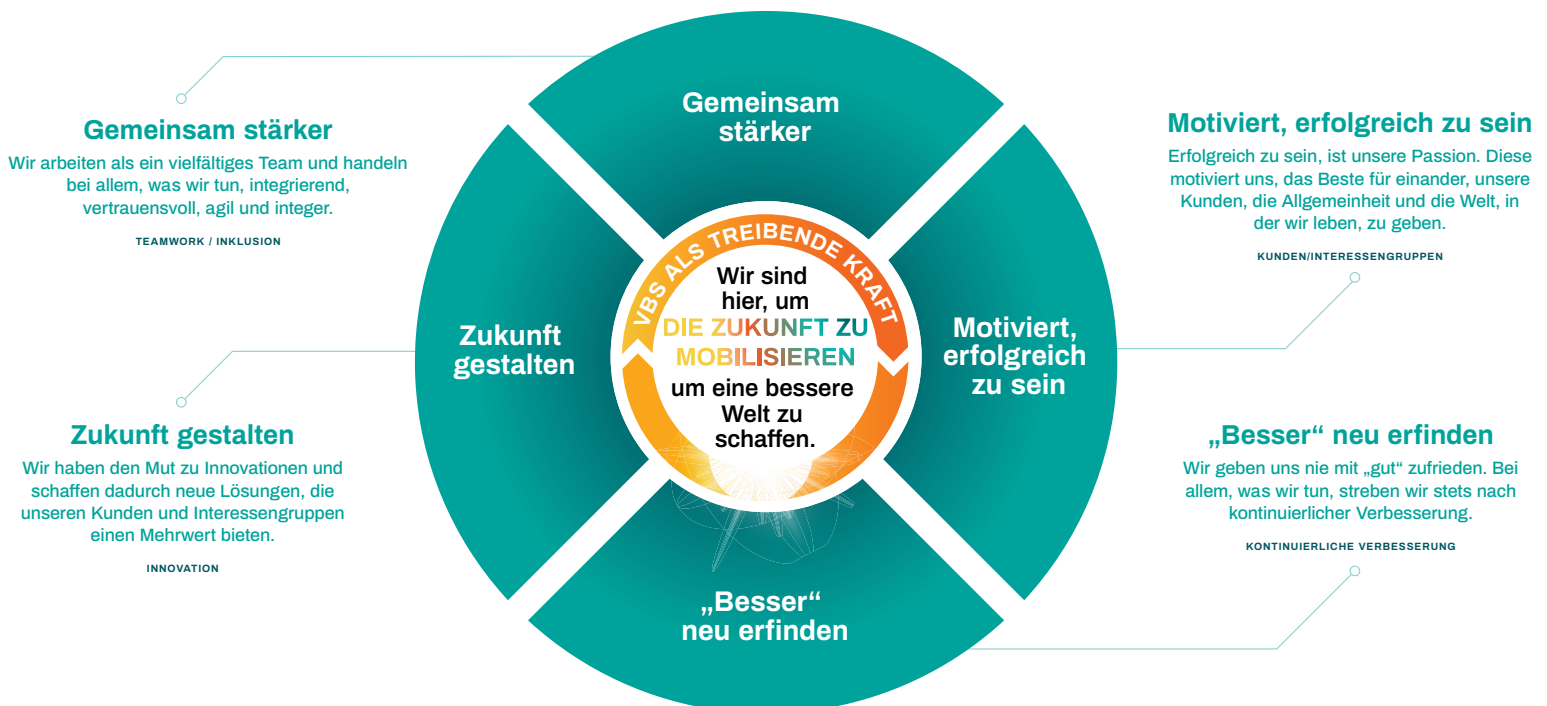 Gemeinsam stärker
Wir arbeiten als ein vielfältiges Team und handeln
bei allem, was wir tun, integrierend,
vertrauensvoll, agil und integer.
TEAMWORK / INKLUSION
Zukunft gestalten
Wir haben den Mut zu Innovationen und
schaffen dadurch neue Lösungen, die
unseren Kunden und Interessengruppen
einen Mehrwert bieten.
INNOVATION
Gemeinsam
stärker
Zukunft
gestalten
VBS ALS TREIBENDE KRAFT
Wir sind
hier, um
DIE ZUKUNFT ZU
MOBILISIEREN
um eine bessere
Welt zu
schaffen.
Motiviert,
erfolgreich
zu sein
„Besser“
neu erfinden
Motiviert, erfolgreich zu sein
Erfolgreich zu sein, ist unsere Passion. Diese
motiviert uns, das Beste für einander, unsere
Kunden, die Allgemeinheit und die Welt, in
der wir leben, zu geben.
KUNDEN/INTERESSENGRUPPEN
„Besser“ neu erfinden
Wir geben uns nie mit „gut“ zufrieden. Bei
allem, was wir tun, streben wir stets nach
kontinuierlicher Verbesserung.
KONTINUIERLICHE VERBESSERUNG